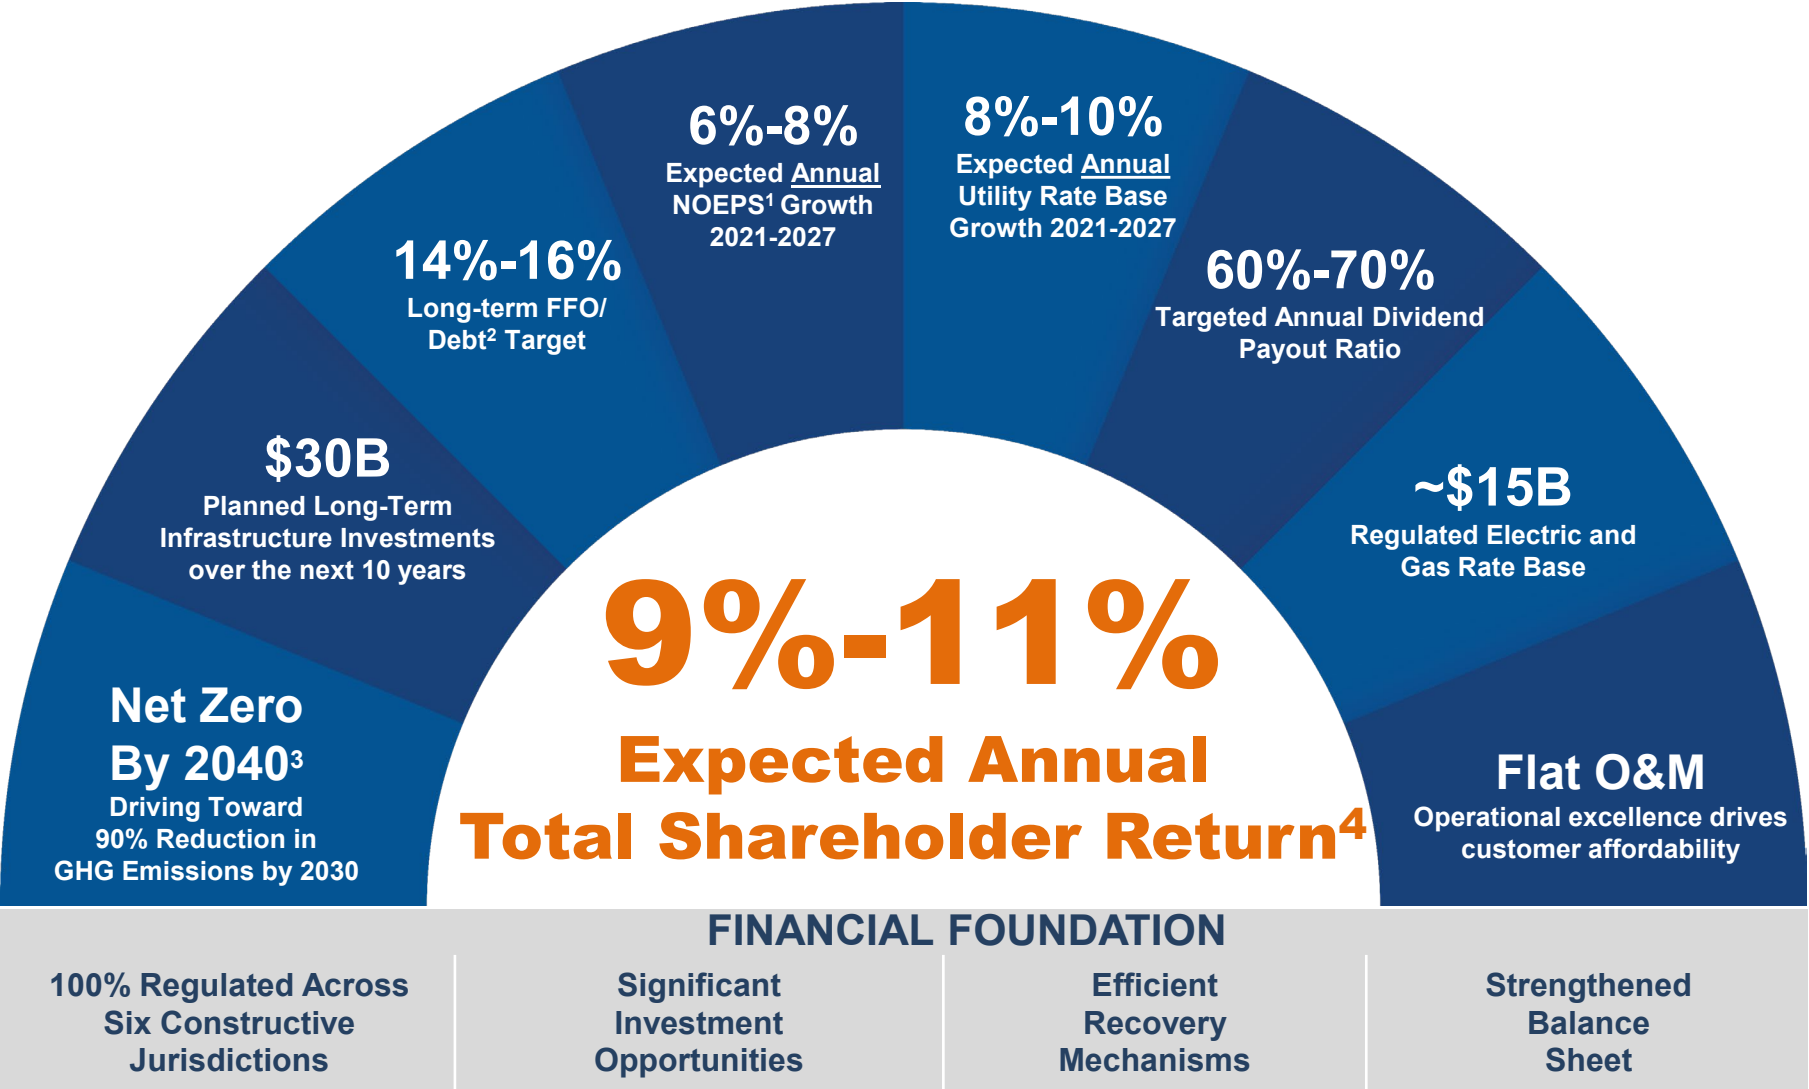 Net Zero
By 2040³
Driving Toward
90% Reduction in
GHG Emissions by 2030
$30B
Planned Long-Term
Infrastructure Investments
over the next 10 years
14%-16%
Long-term FFO/
Debt² Target
6%-8%
Expected Annual
NOEPS¹ Growth
2021-2027
8%-10%
Expected Annual
Utility Rate Base
Growth 2021-2027
60%-70%
Targeted Annual Dividend
Payout Ratio
~$15B
Regulated Electric and
Gas Rate Base
Flat O&M
Operational excellence drives
customer affordability
9%-11%
Expected Annual
Total Shareholder Return⁴
FINANCIAL FOUNDATION
100% Regulated Across
Six Constructive
Jurisdictions
Significant
Investment
Opportunities
Efficient
Recovery
Mechanisms
Strengthened
Balance
Sheet